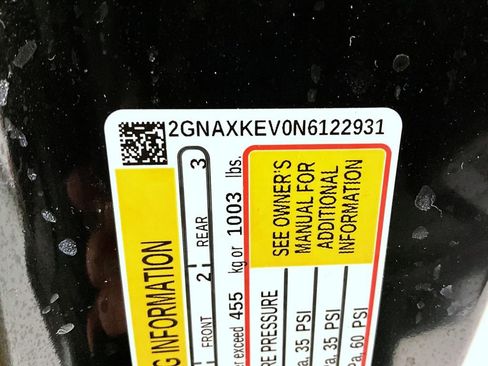 2GNAXKEV0N6122931
G INFORMATION
FRONT 2 REAR 3
er exceed 455 kg or 1003 lbs.
RE PRESSURE
SEE OWNER'S
MANUAL FOR
ADDITIONAL
INFORMATION
a, 35 PSI
a, 35 PSI
Pa, 60 PSI